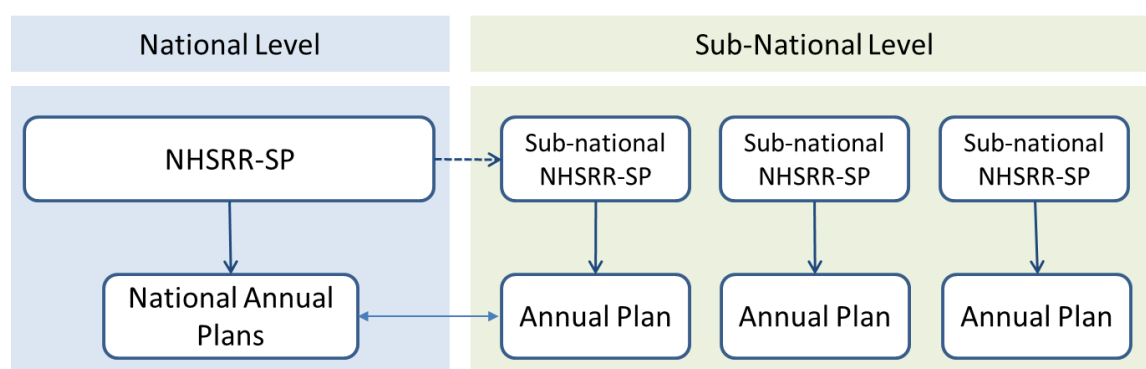 National Level
Sub-National Level
NHSRR-SP
Sub-national
NHSRR-SP
Sub-national
NHSRR-SP
Sub-national
NHSRR-SP
National Annual
Plans
Annual Plan
Annual Plan
Annual Plan